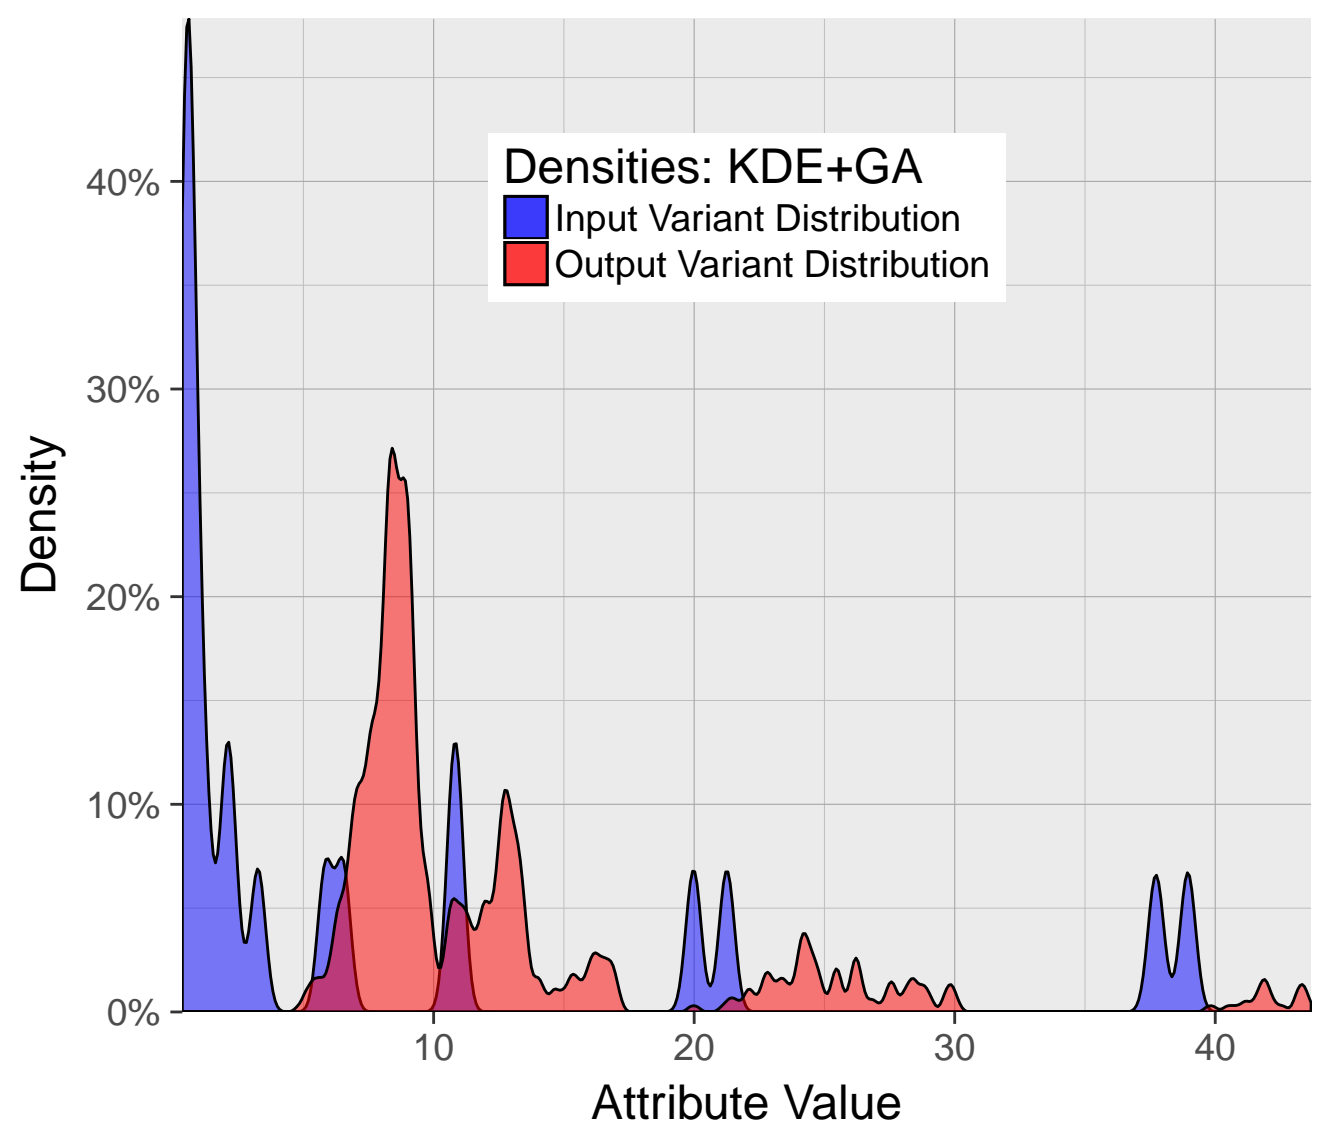 Densities: KDE+GA
Input Variant Distribution
Output Variant Distribution
40%
30%
20%
10%
0%
Density
10 20 30 40
Attribute Value